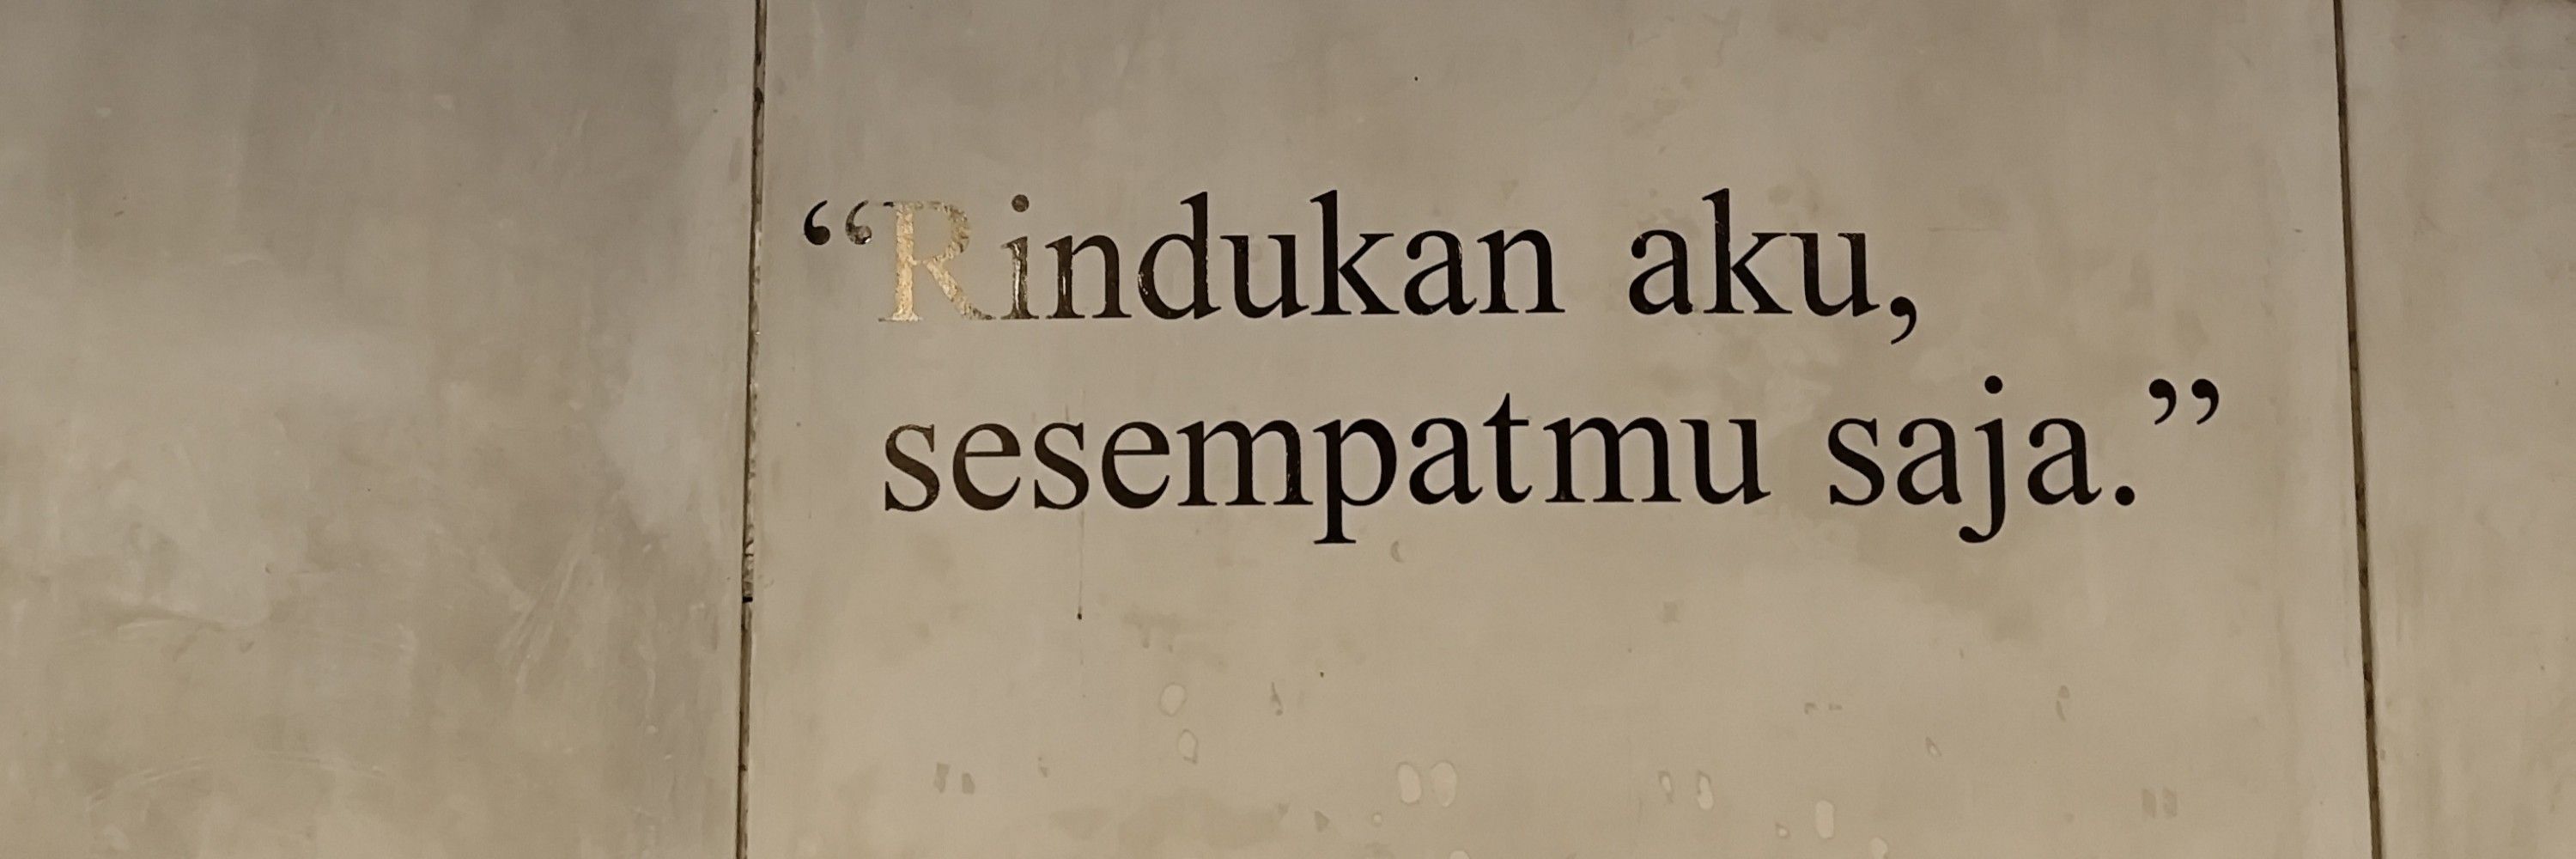 “Rindukan aku,
sesempatmu saja.”